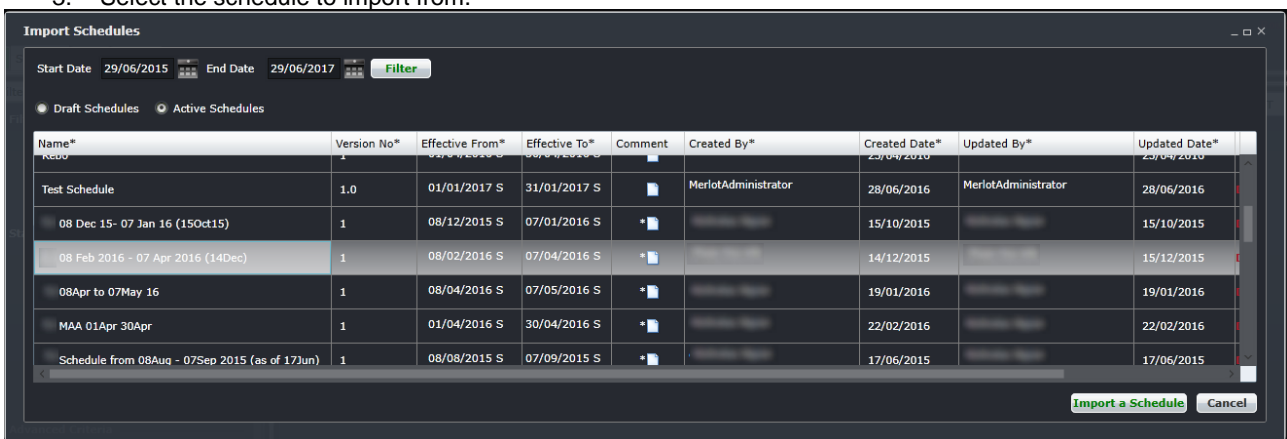 3. Select the schedule to import from.
Import Schedules
Start Date 29/06/2015 End Date 29/06/2017 Filter
Draft Schedules Active Schedules
Name* Version No* Effective From* Effective To* Comment Created By* Created Date* Updated By* Updated Date*
Test Schedule 1.0 01/01/2017 S 31/01/2017 S MerlotAdministrator 28/06/2016 MerlotAdministrator 28/06/2016
08 Dec 15- 07 Jan 16 (15Oct15) 1 08/12/2015 S 07/01/2016 S * 15/10/2015 15/10/2015
08 Feb 2016 - 07 Apr 2016 (14Dec) 1 08/02/2016 S 07/04/2016 S * 14/12/2015 15/12/2015
08Apr to 07May 16 1 08/04/2016 S 07/05/2016 S * 19/01/2016 19/01/2016
MAA 01Apr 30Apr 1 01/04/2016 S 30/04/2016 S * 22/02/2016 22/02/2016
Schedule from 08Aug - 07Sep 2015 (as of 17Jun) 1 08/08/2015 S 07/09/2015 S * 17/06/2015 17/06/2015
Import a Schedule Cancel